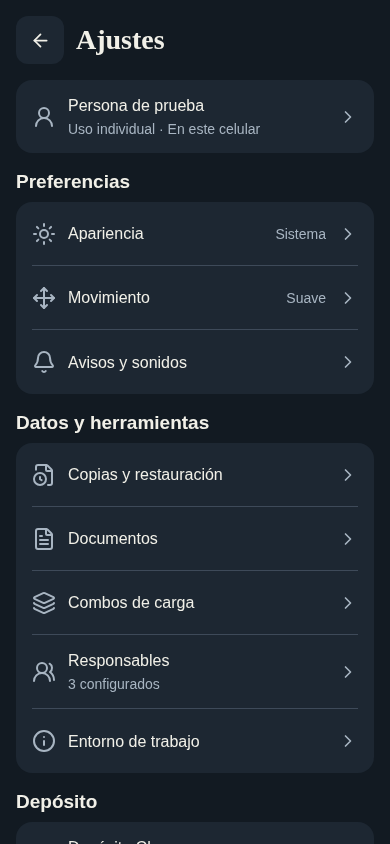 Ajustes
Persona de prueba
Uso individual · En este celular
Preferencias
Apariencia
Sistema
Movimiento
Suave
Avisos y sonidos
Datos y herramientas
Copias y restauración
Documentos
Combos de carga
Responsables
3 configurados
Entorno de trabajo
Depósito